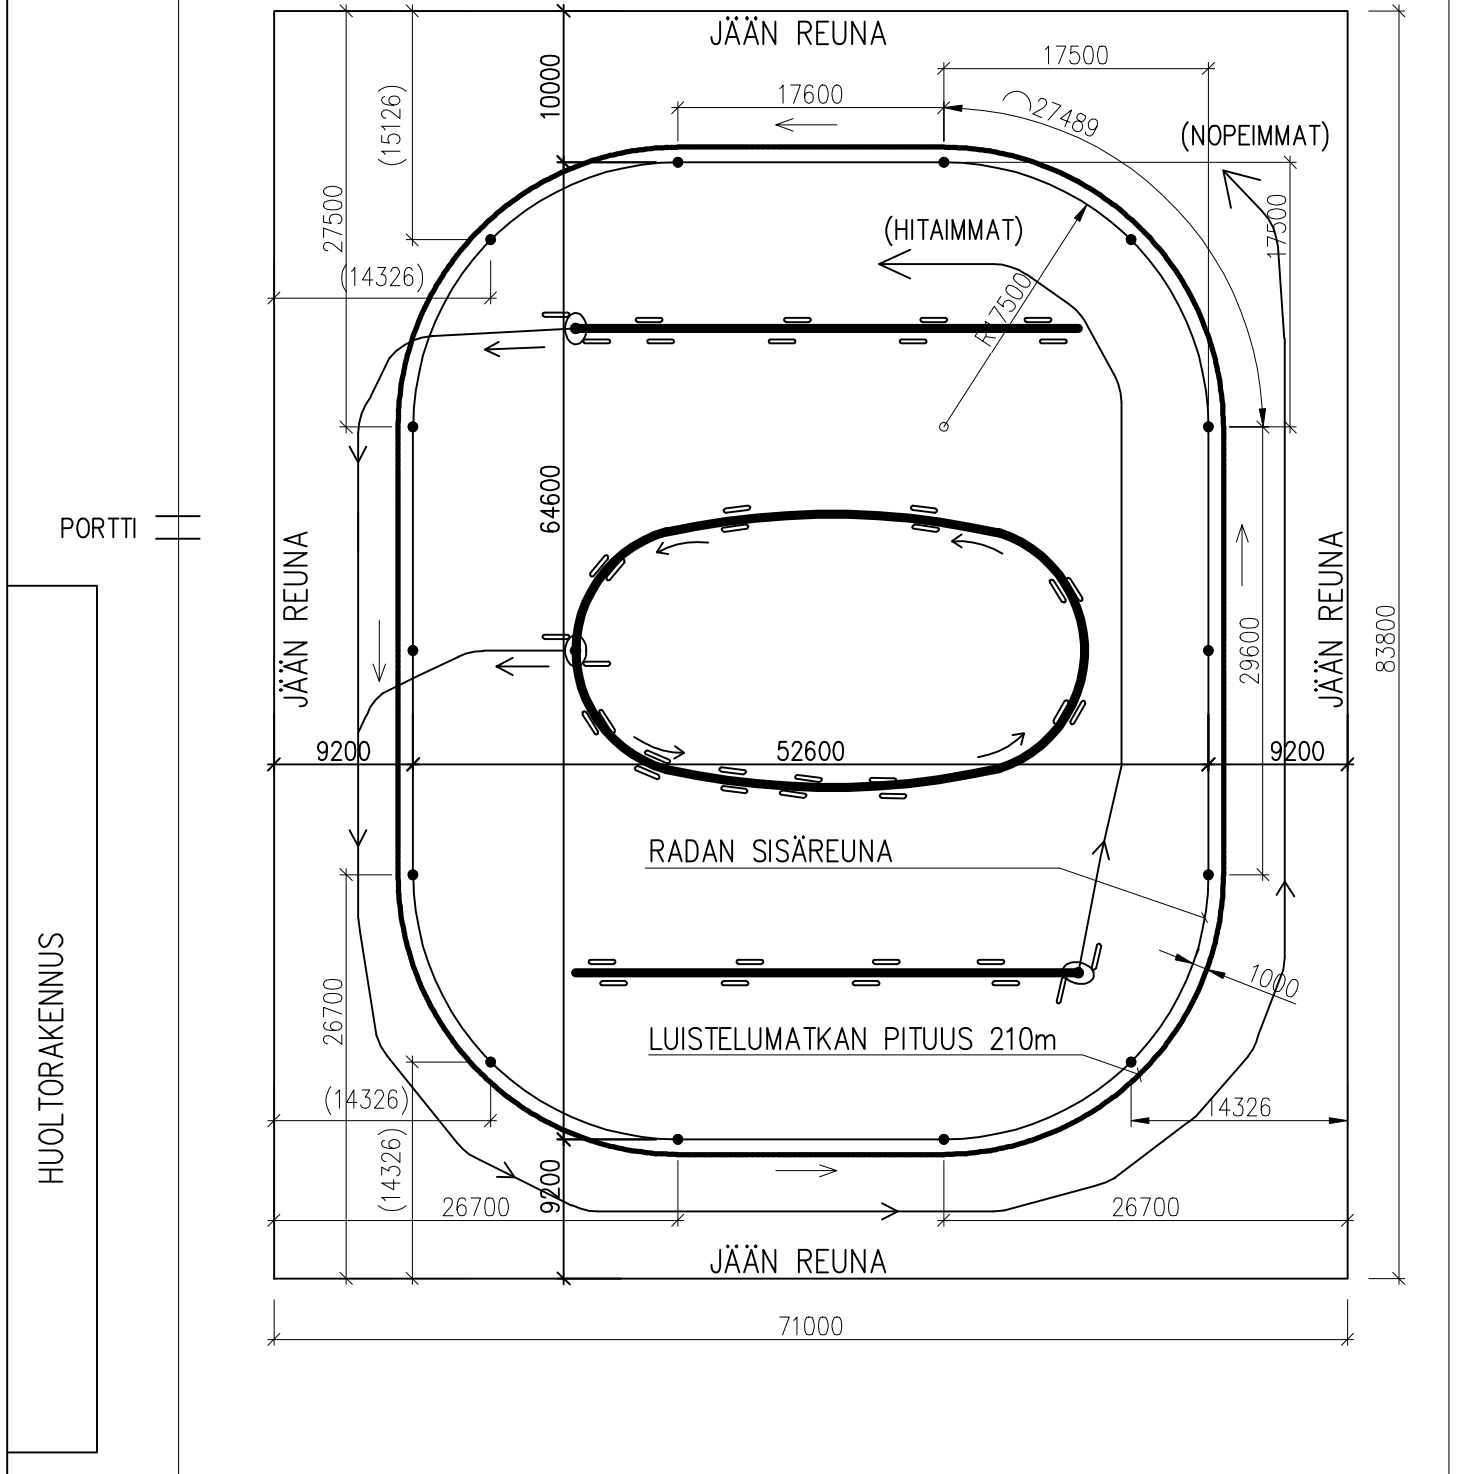 JÄÄN REUNA
17500
17600
27489
(NOPEIMMAT)
10000
(15126)
27500
17500
(HITAIMMAT)
(14326)
R17500
64600
PORTTI
JÄÄN REUNA
JÄÄN REUNA
29600
83800
9200
52600
9200
RADAN SISÄREUNA
HUOLTORAKENNUS
26700
1000
LUISTELUMATKAN PITUUS 210m
(14326)
14326
(14326)
9200
26700
26700
JÄÄN REUNA
71000